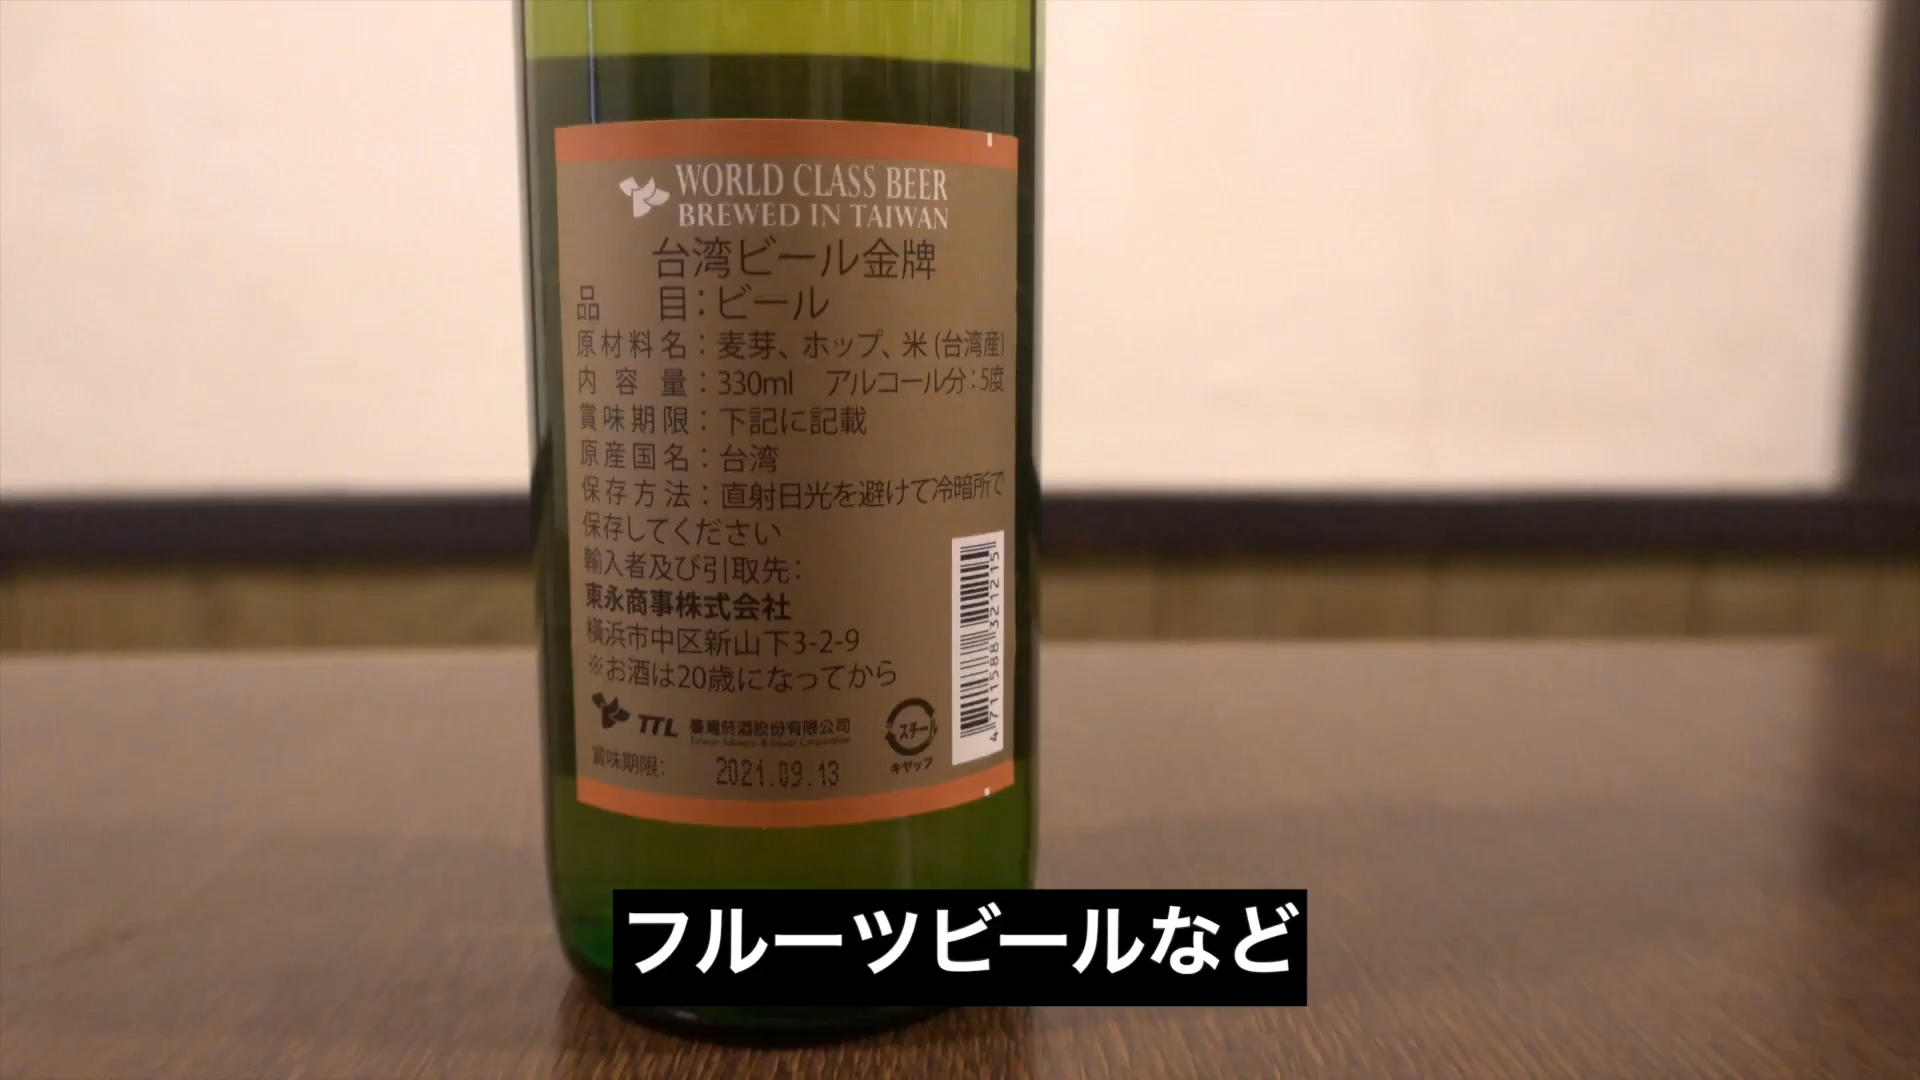 WORLD CLASS BEER
BREWED IN TAIWAN
台湾ビール金牌
品目：ビール
原材料名：麦芽、ホップ、米(台湾産)
内容量：330ml アルコール分：5度
賞味期限：下記に記載
原産国名：台湾
保存方法：直射日光を避けて冷暗所で
保存してください
輸入者及び引取先：
東永商事株式会社
横浜市中区新山下3-2-9
※お酒は20歳になってから
TTL 臺灣菸酒股份有限公司
Taiwan Tobacco & Liquor Corporation
スチール
キャップ
賞味期限: 2021.09.13
4711588321215
フルーツビールなど